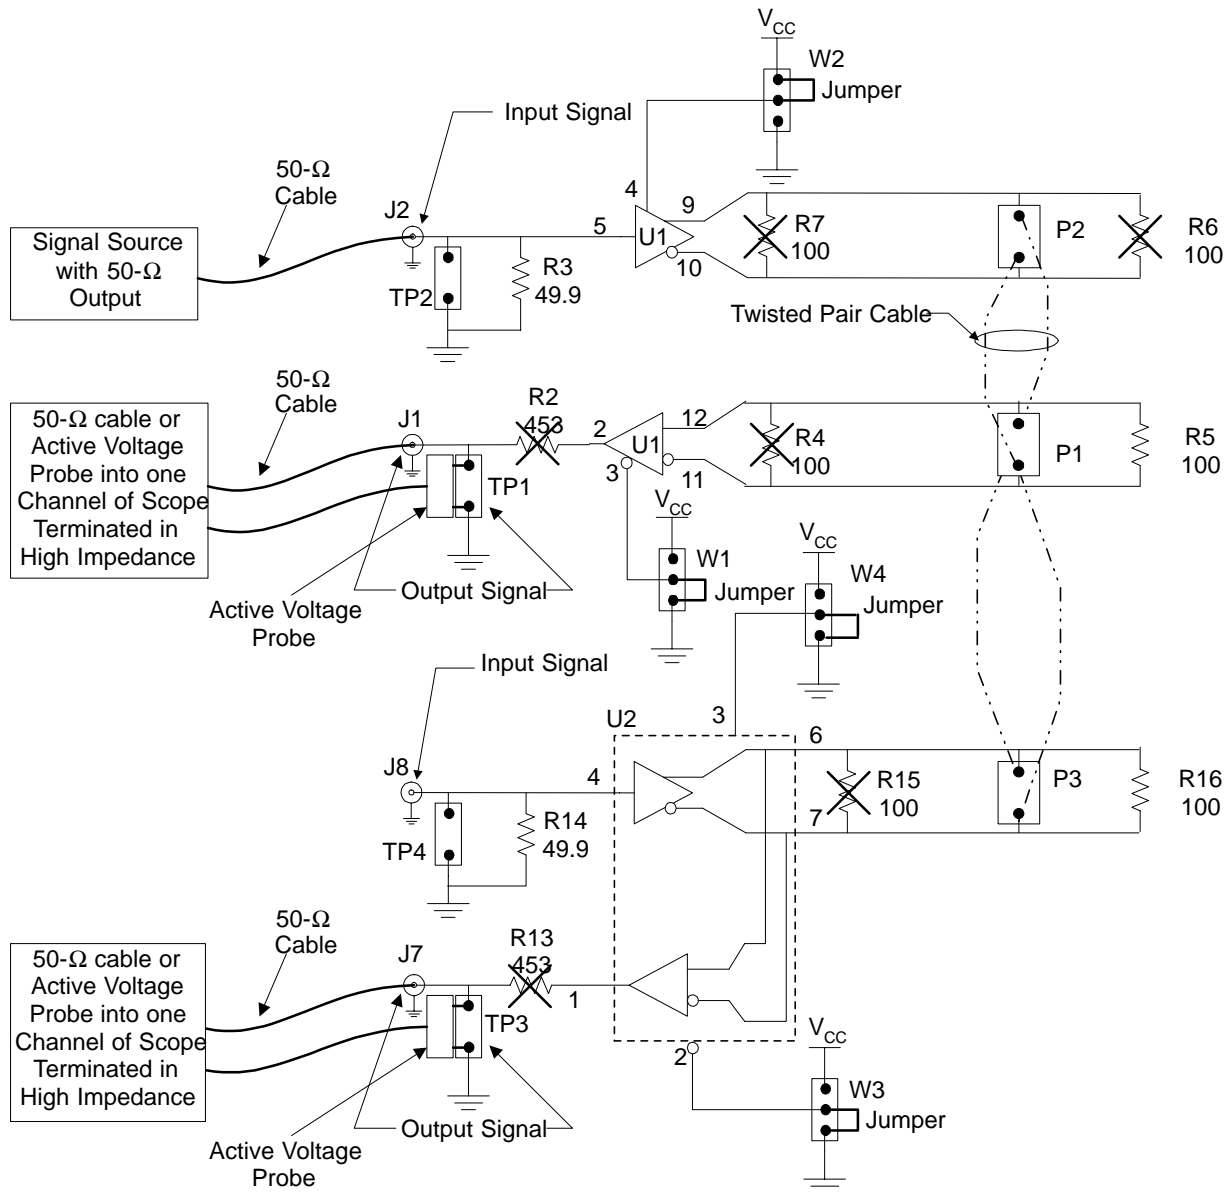 V_CC
W2
Jumper
Input Signal
50-Ω
Cable
J2
4
5
U1
9
10
R7
100
P2
R6
100
Signal Source
with 50-Ω
Output
TP2
R3
49.9
Twisted Pair Cable
50-Ω
Cable
J1
R2
453
2
3
U1
12
11
R4
100
P1
R5
100
50-Ω cable or
Active Voltage
Probe into one
Channel of Scope
Terminated in
High Impedance
TP1
V_CC
W1
Jumper
V_CC
W4
Jumper
Output Signal
Active Voltage
Probe
Input Signal
3
U2
J8
4
6
7
R15
100
P3
R16
100
TP4
R14
49.9
50-Ω
Cable
J7
R13
453
1
50-Ω cable or
Active Voltage
Probe into one
Channel of Scope
Terminated in
High Impedance
TP3
2
V_CC
W3
Jumper
Output Signal
Active Voltage
Probe